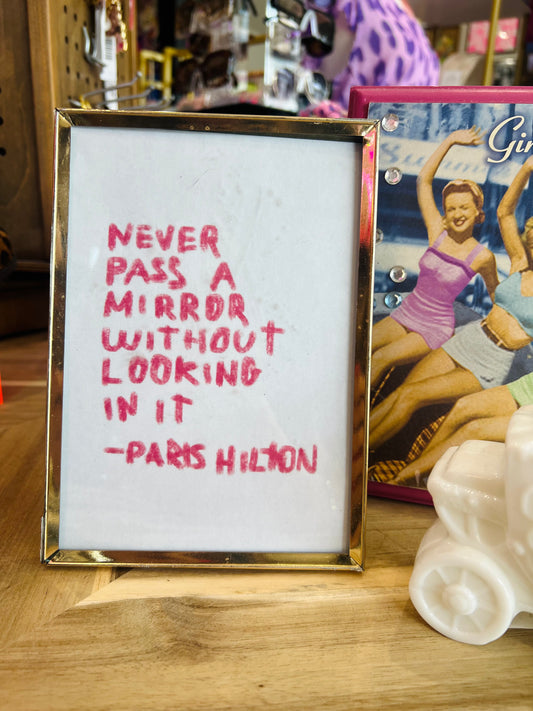 NEVER
PASS A
MIRROR
WITHOUT
LOOKING
IN IT
-PARIS HILTON